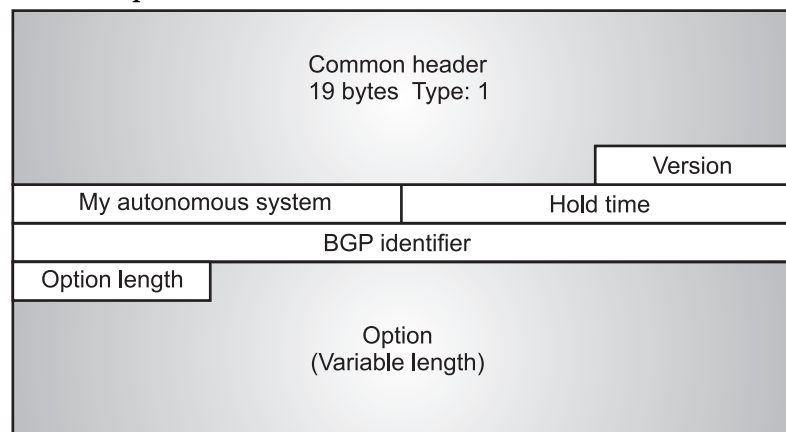 Common header
19 bytes Type: 1
Version
My autonomous system
Hold time
BGP identifier
Option length
Option
(Variable length)